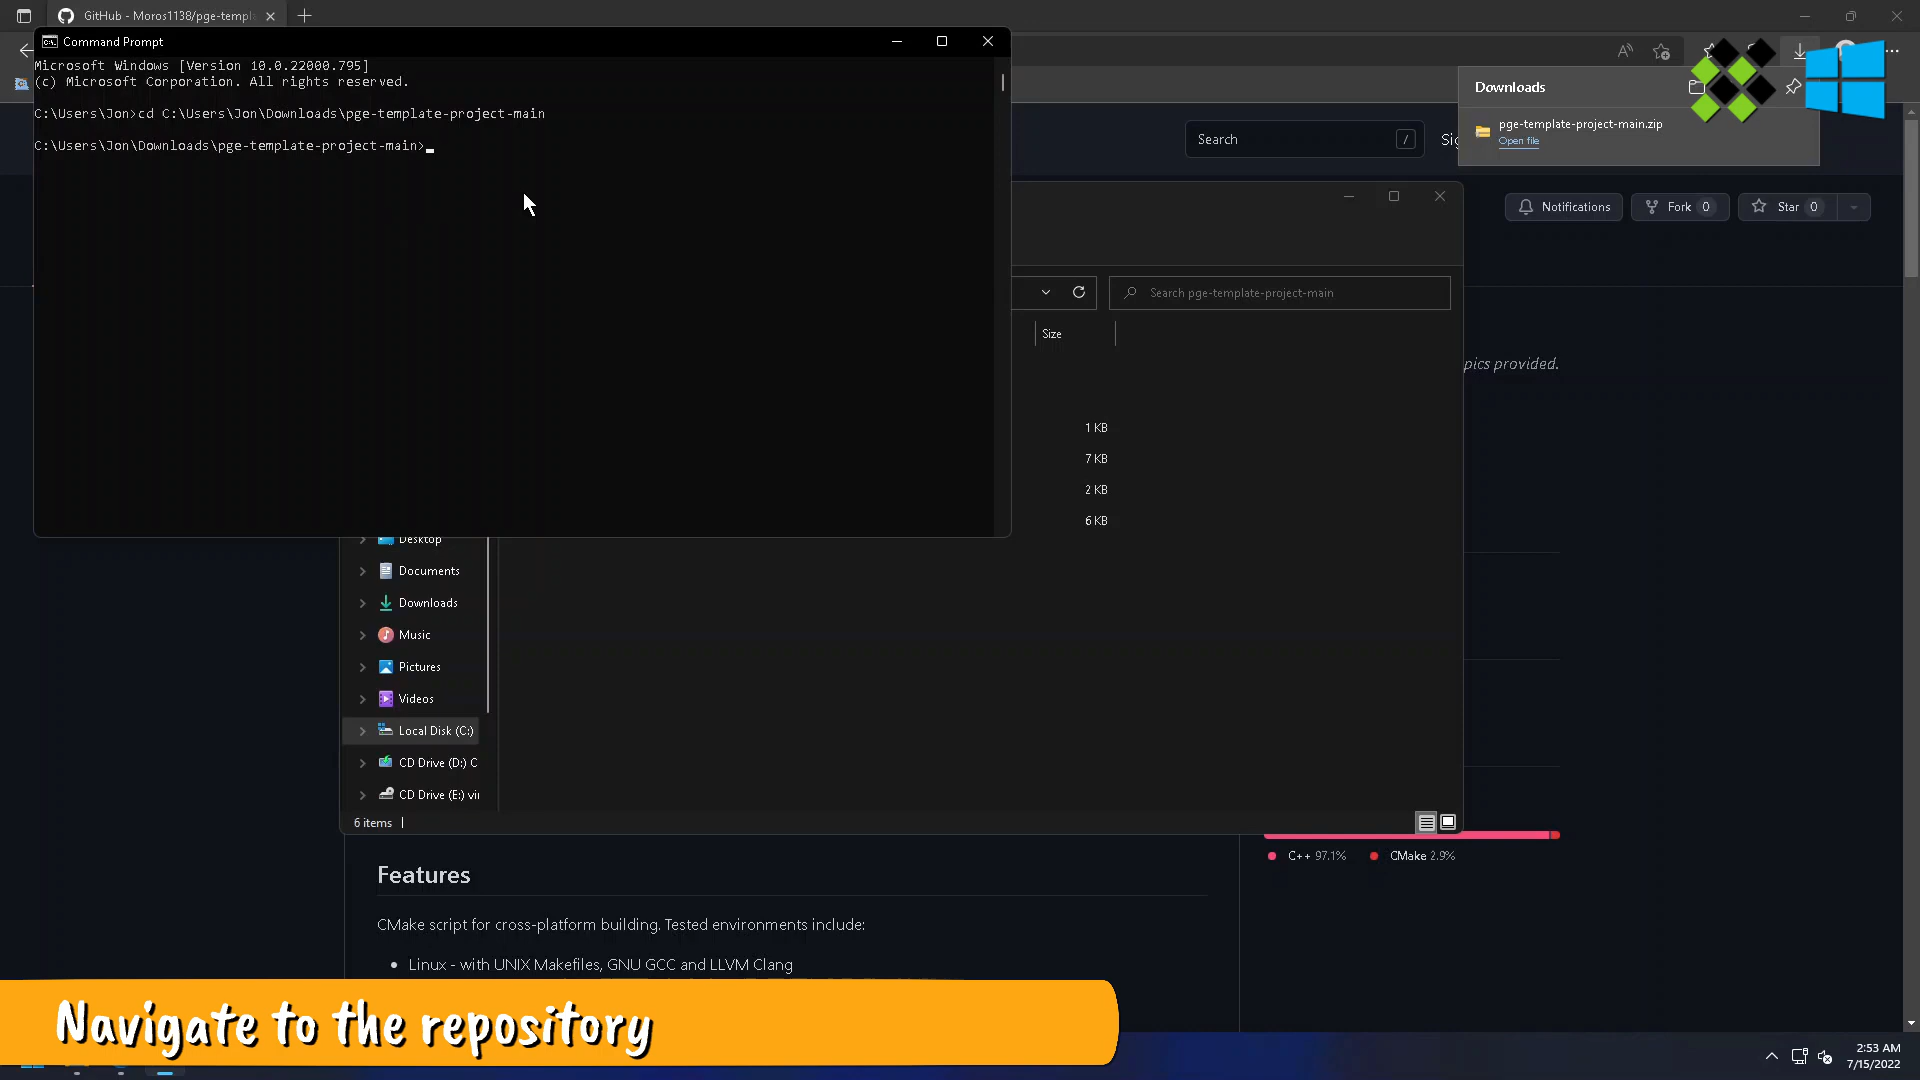 GitHub - Moros1138/pge-templ
Command Prompt
Microsoft Windows [Version 10.0.22000.795]
(c) Microsoft Corporation. All rights reserved.
C:\Users\Jon>cd C:\Users\Jon\Downloads\pge-template-project-main
C:\Users\Jon\Downloads\pge-template-project-main>
Downloads
pge-template-project-main.zip
Open file
Search
/
Si
Notifications
Fork 0
Star 0
Search pge-template-project-main
Size
pics provided.
1 KB
7 KB
2 KB
6 KB
Desktop
Documents
Downloads
Music
Pictures
Videos
Local Disk (C:)
CD Drive (D:) C
CD Drive (E:) vir
6 items
C++ 97.1%
CMake 2.9%
Features
CMake script for cross-platform building. Tested environments include:
Linux - with UNIX Makefiles, GNU GCC and LLVM Clang
Navigate to the repository
2:53 AM
7/15/2022